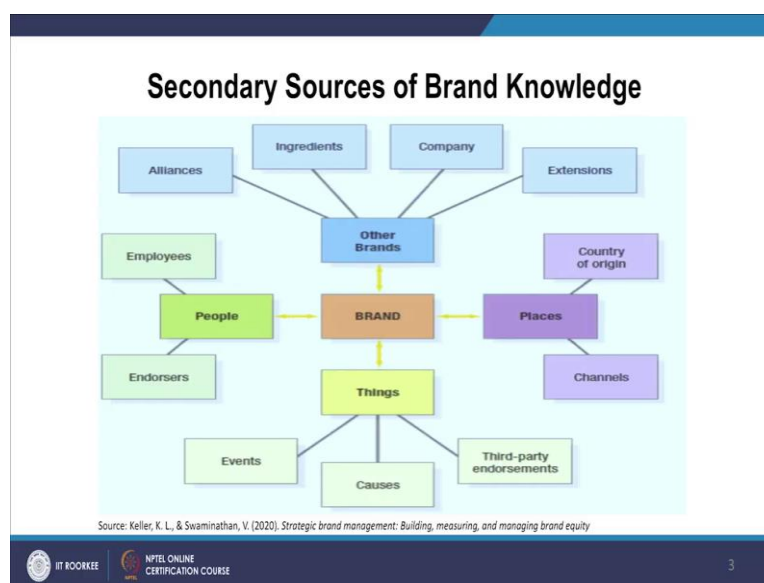 Secondary Sources of Brand Knowledge
Ingredients
Company
Alliances
Extensions
Other
Brands
Employees
Country
of origin
People
BRAND
Places
Endorsers
Things
Channels
Events
Third-party
endorsements
Causes
Source: Keller, K. L., & Swaminathan, V. (2020). Strategic brand management: Building, measuring, and managing brand equity
IIT ROORKEE
NPTEL
NPTEL ONLINE
CERTIFICATION COURSE
3